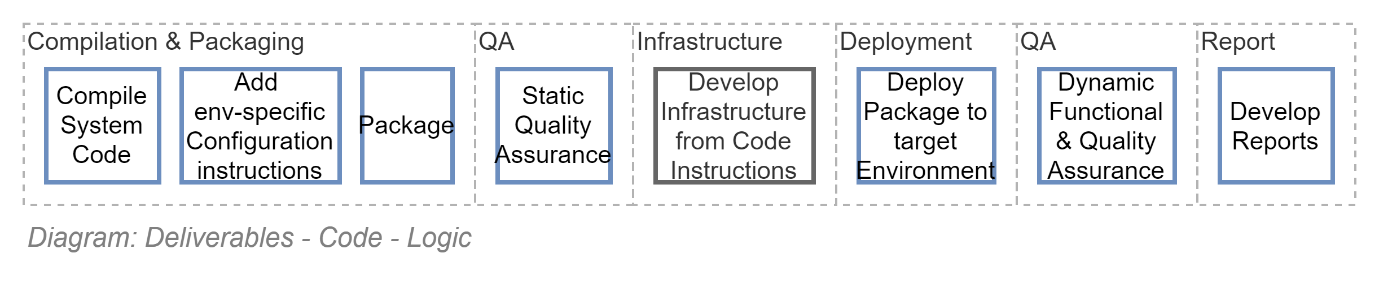 Compilation & Packaging
Compile
System
Code
Add
env-specific
Configuration
instructions
Package
QA
Static
Quality
Assurance
Infrastructure
Develop
Infrastructure
from Code
Instructions
Deployment
Deploy
Package to
target
Environment
QA
Dynamic
Functional
& Quality
Assurance
Report
Develop
Reports
Diagram: Deliverables - Code - Logic